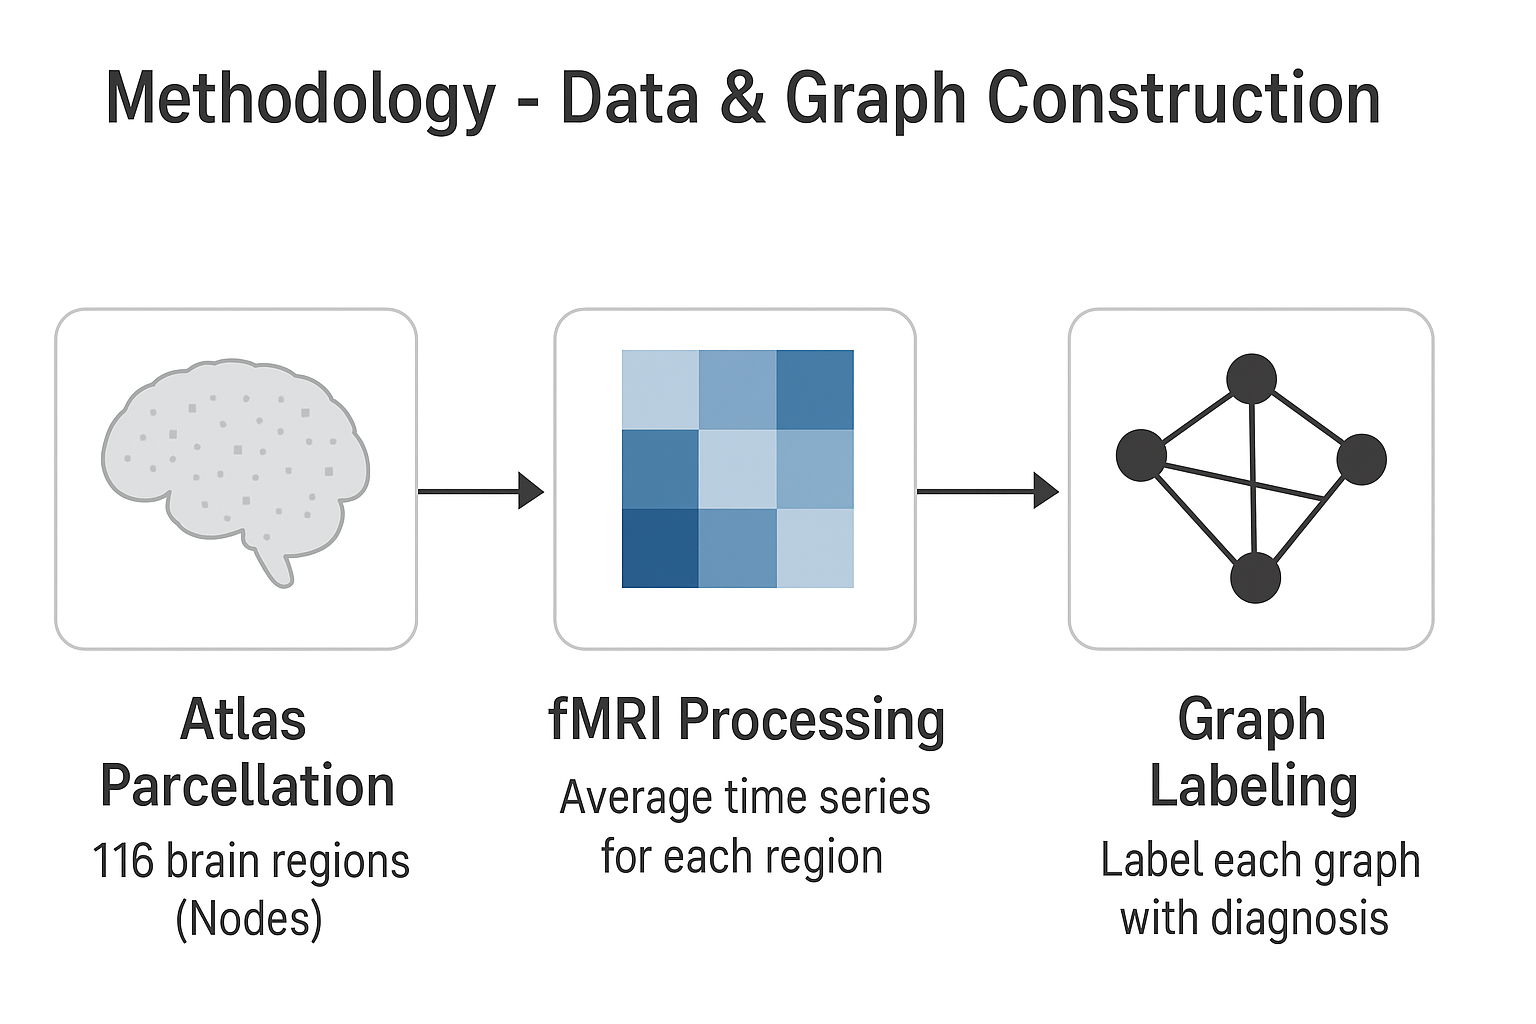 Methodology - Data & Graph Construction
Atlas
Parcellation
116 brain regions
(Nodes)
fMRI Processing
Average time series
for each region
Graph
Labeling
Label each graph
with diagnosis